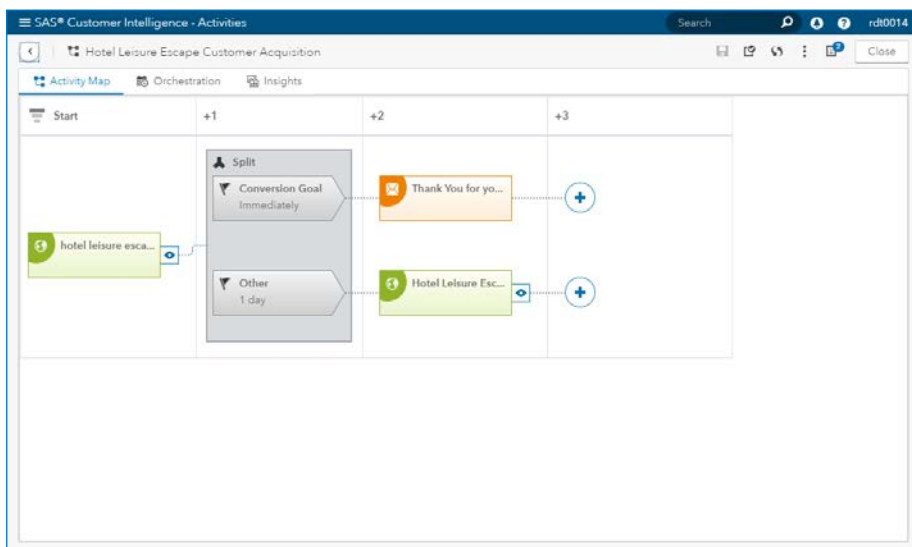 SAS® Customer Intelligence - Activities Search ? rdt0014
Hotel Leisure Escape Customer Acquisition 2 Close
Activity Map Orchestration Insights
Start +1 +2 +3
Split
Conversion Goal
Immediately
Thank You for yo...
hotel leisure esca...
Other
1 day
Hotel Leisure Esc...